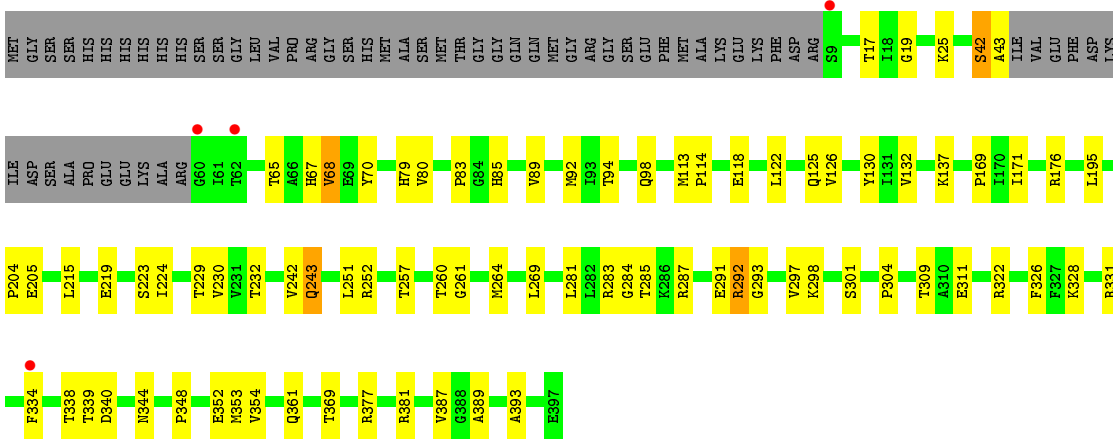 MET GLY SER SER HIS HIS HIS HIS HIS HIS SER SER GLY LEU VAL PRO ARG GLY SER HIS MET ALA SER MET THR GLY GLY GLN GLN MET GLY ARG GLY SER GLU PHE MET ALA LYS GLU LYS PHE ASP ARG S9 T17 I18 G19 K25 S42 A43 ILE VAL GLU PHE ASP LYS
ILE ASP SER ALA PRO GLU GLU LYS ALA ARG G60 I61 T62 T65 A66 H67 V68 E69 Y70 H79 V80 P83 G84 H85 V89 M92 I93 T94 Q98 M113 P114 E118 L122 Q125 V126 Y130 I131 V132 K137 P169 I170 I171 R176 L195
P204 E205 L215 E219 S223 I224 T229 V230 V231 T232 V242 Q243 L251 R252 T257 T260 G261 M264 L269 L281 L282 R283 G284 T285 K286 R287 E291 R292 G293 V297 K298 S301 P304 T309 A310 E311 R322 F326 F327 K328 R331
F334 T338 T339 D340 N344 P348 E352 M353 V354 Q361 T369 R377 R381 V387 G388 A389 A393 E397